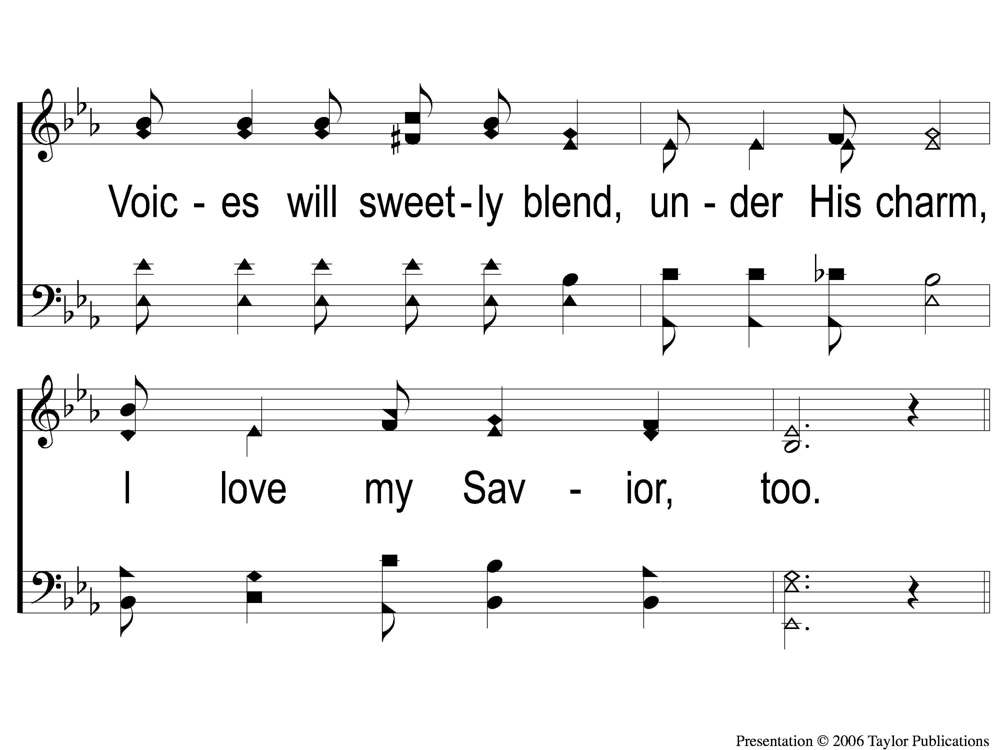 Voic - es will sweet - ly blend, un - der His charm,
I love my Sav - ior, too.
Presentation © 2006 Taylor Publications